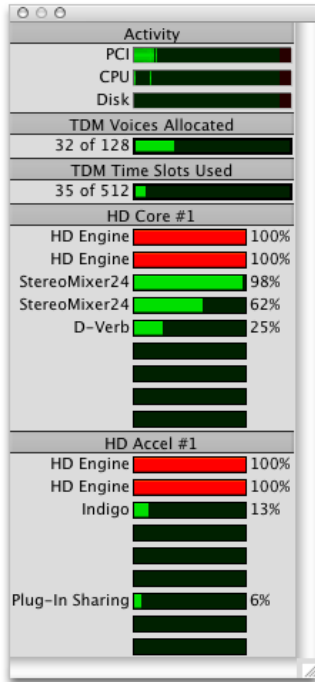 Activity
PCI
CPU
Disk
TDM Voices Allocated
32 of 128
TDM Time Slots Used
35 of 512
HD Core #1
HD Engine 100%
HD Engine 100%
StereoMixer24 98%
StereoMixer24 62%
D-Verb 25%
HD Accel #1
HD Engine 100%
HD Engine 100%
Indigo 13%
Plug-In Sharing 6%